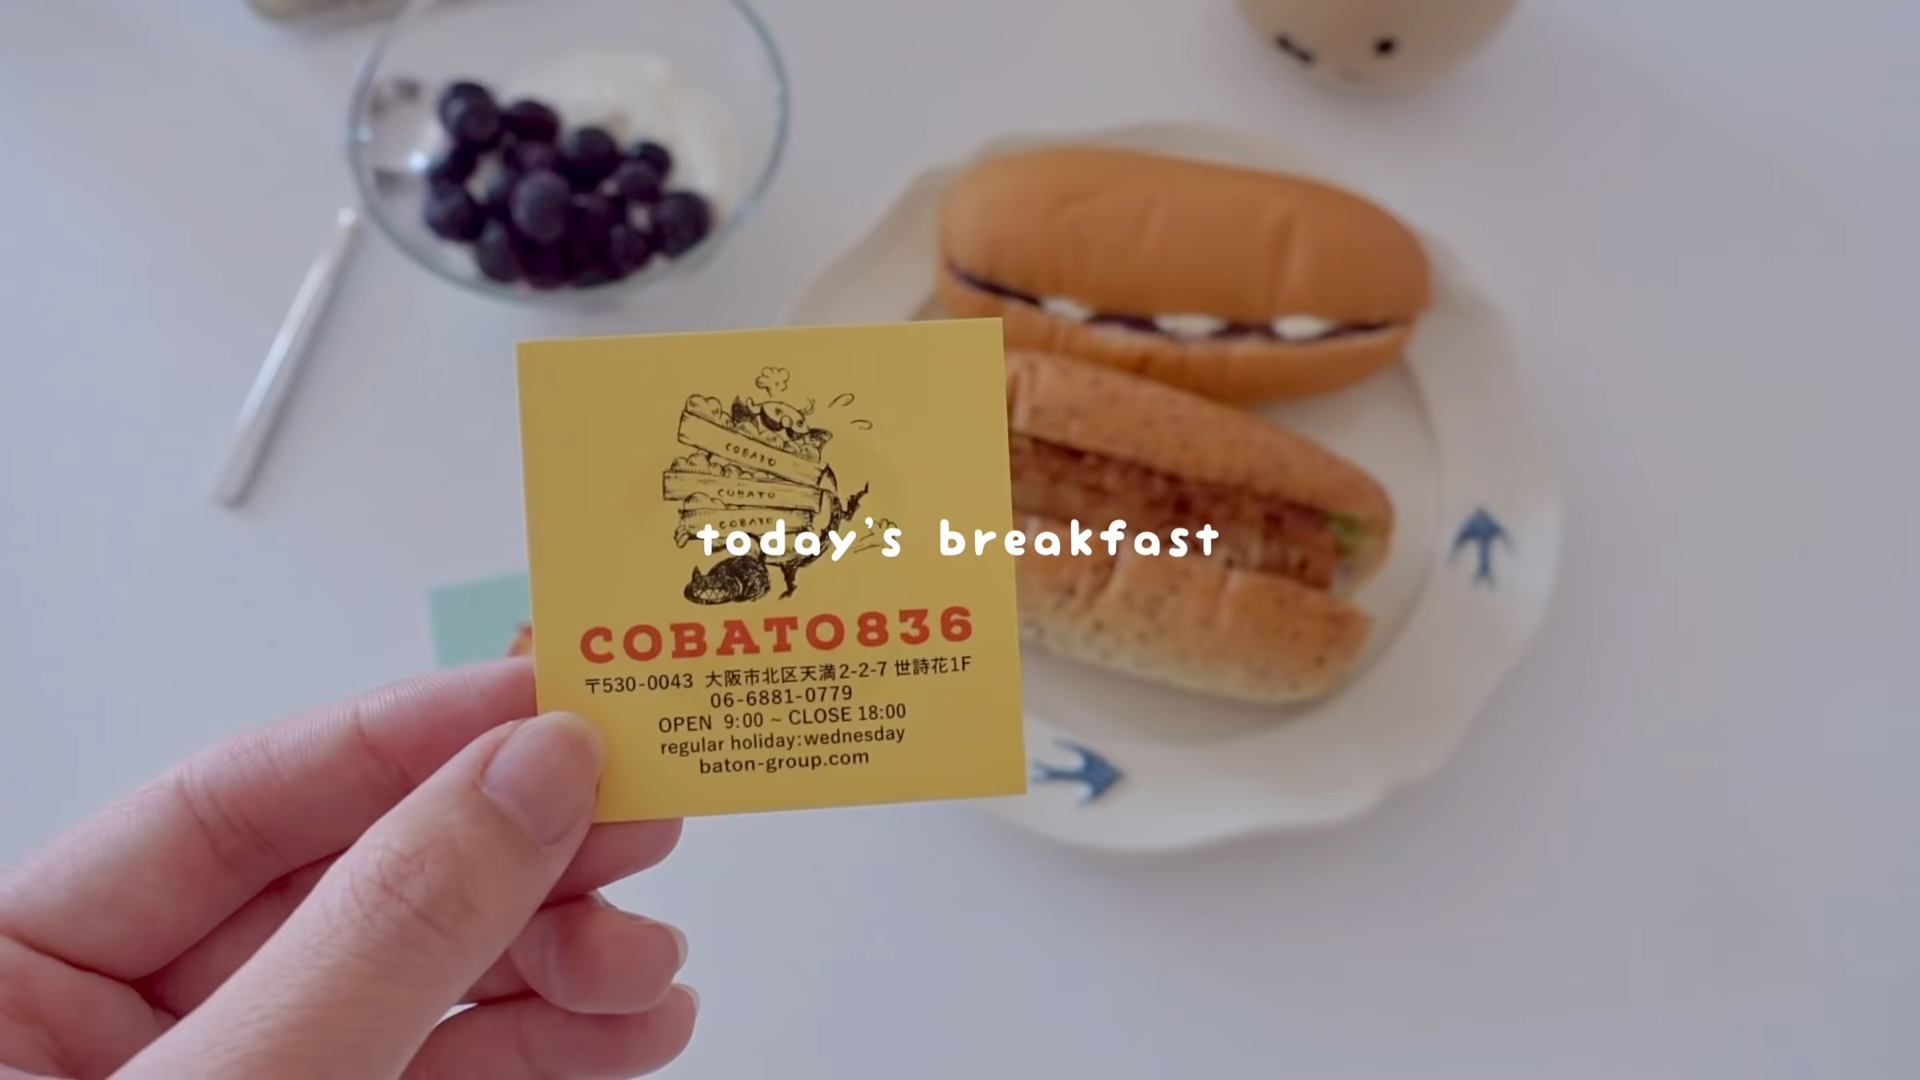 COBATO
COBATO
COBATO
today's breakfast
COBATO836
〒530-0043 大阪市北区天満2-2-7 世詩花1F
06-6881-0779
OPEN 9:00 ~ CLOSE 18:00
regular holiday:wednesday
baton-group.com